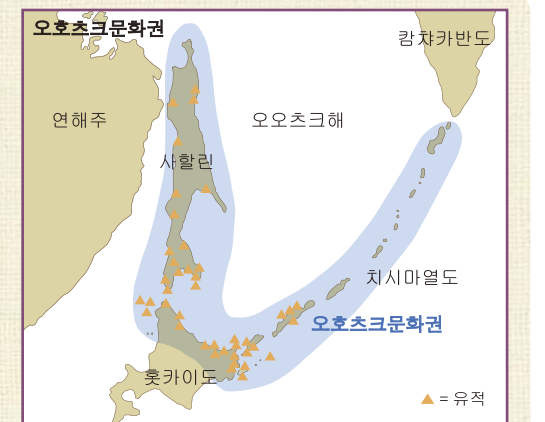 오호츠크문화권
캄챠카반도
연해주
오오츠크해
사할린
치시마열도
오호츠크문화권
홋카이도
= 유적